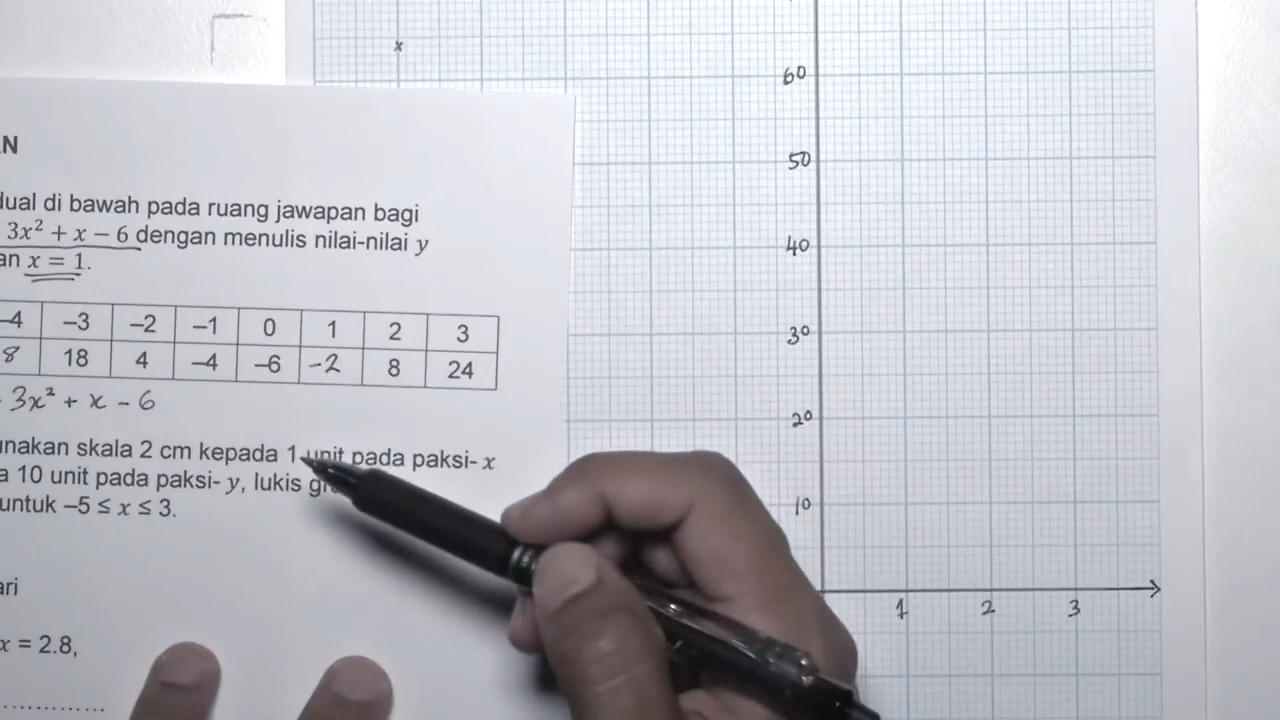 x
60
50
40
30
20
10
1 2 3
dual di bawah pada ruang jawapan bagi
3x² + x − 6 dengan menulis nilai-nilai y
x = 1.
−4 −3 −2 −1 0 1 2 3
8 18 4 −4 −6 -2 8 24
3x² + x - 6
unakan skala 2 cm kepada 1 unit pada paksi- x
a 10 unit pada paksi- y, lukis
untuk −5 ≤ x ≤ 3.
ari
x = 2.8,